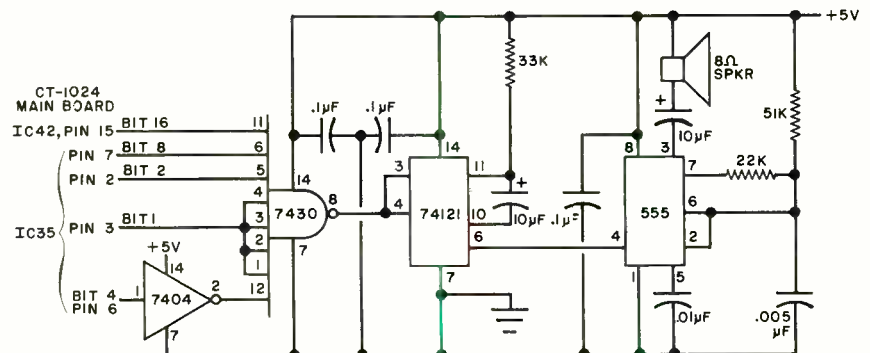 +5V
33K
8Ω
SPKR
CT-1024
MAIN BOARD
.1µF .1µF
+
10µF
51K
IC42, PIN 15 BIT 16 11
14
8
3
7
22K
PIN 7 BIT 8 6
PIN 2 BIT 2 5
14
3
11
+
4
8
7430
4
74121
10
10µF
.1µF
555
6
IC35
PIN 3 BIT 1 3
2
6
4
2
+5V
14
1
7
7
1
5
BIT 4
PIN 6
1
7404
2
12
.01µF
.005
µF
7